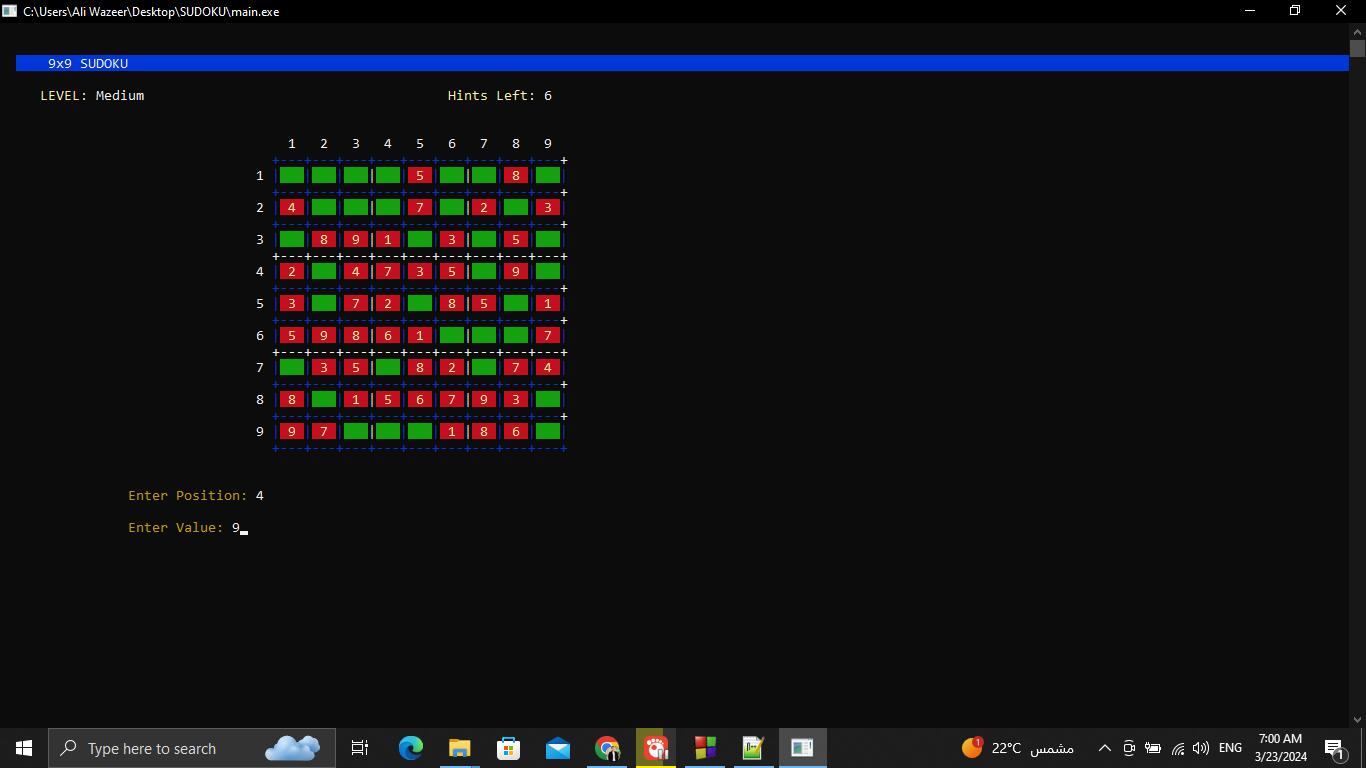 C:\Users\Ali Wazeer\Desktop\SUDOKU\main.exe
9x9 SUDOKU
LEVEL: Medium Hints Left: 6
1 2 3 4 5 6 7 8 9
1 5 8
2 4 7 2 3
3 8 9 1 3 5
4 2 4 7 3 5 9
5 3 7 2 8 5 1
6 5 9 8 6 1 7
7 3 5 8 2 7 4
8 8 1 5 6 7 9 3
9 9 7 1 8 6
Enter Position: 4
Enter Value: 9
Type here to search
1 22°C مشمس ENG 7:00 AM
3/23/2024 1